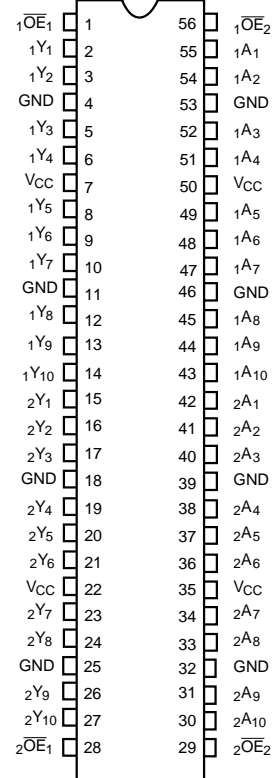 1OE1 1 56 1OE2
1Y1 2 55 1A1
1Y2 3 54 1A2
GND 4 53 GND
1Y3 5 52 1A3
1Y4 6 51 1A4
VCC 7 50 VCC
1Y5 8 49 1A5
1Y6 9 48 1A6
1Y7 10 47 1A7
GND 11 46 GND
1Y8 12 45 1A8
1Y9 13 44 1A9
1Y10 14 43 1A10
2Y1 15 42 2A1
2Y2 16 41 2A2
2Y3 17 40 2A3
GND 18 39 GND
2Y4 19 38 2A4
2Y5 20 37 2A5
2Y6 21 36 2A6
VCC 22 35 VCC
2Y7 23 34 2A7
2Y8 24 33 2A8
GND 25 32 GND
2Y9 26 31 2A9
2Y10 27 30 2A10
2OE1 28 29 2OE2